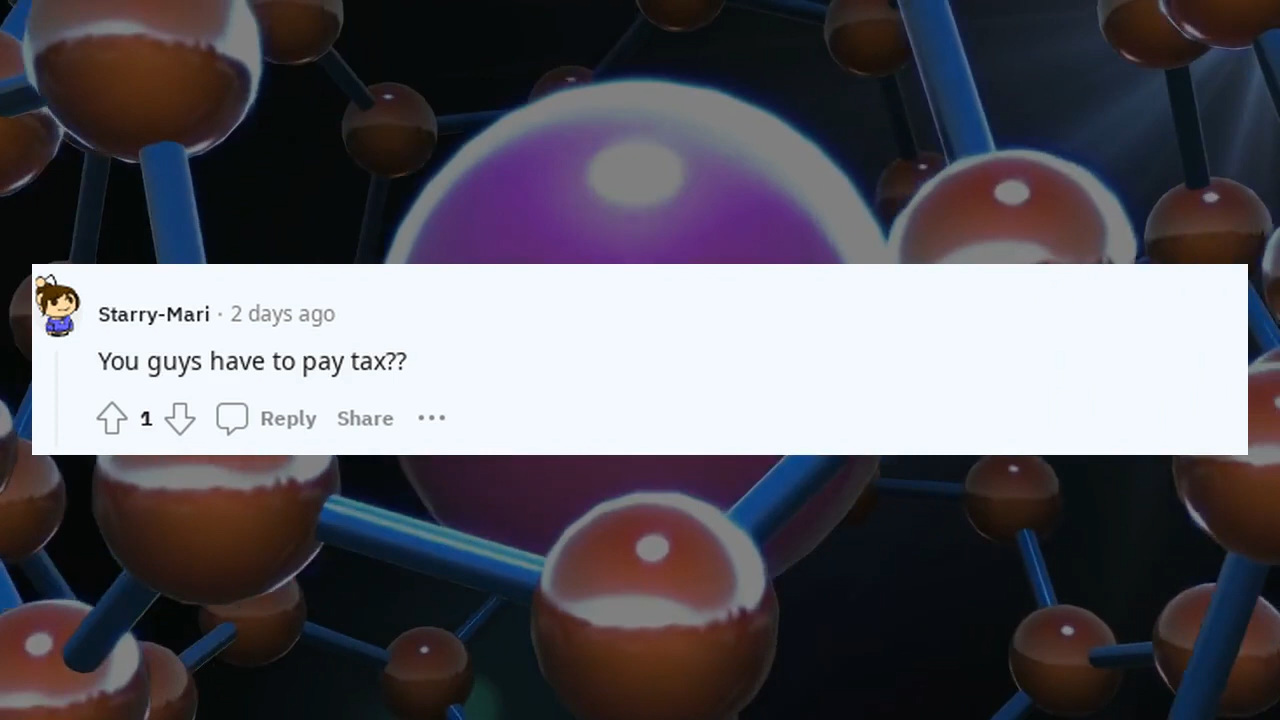 Starry-Mari · 2 days ago
You guys have to pay tax??
1 Reply Share ···